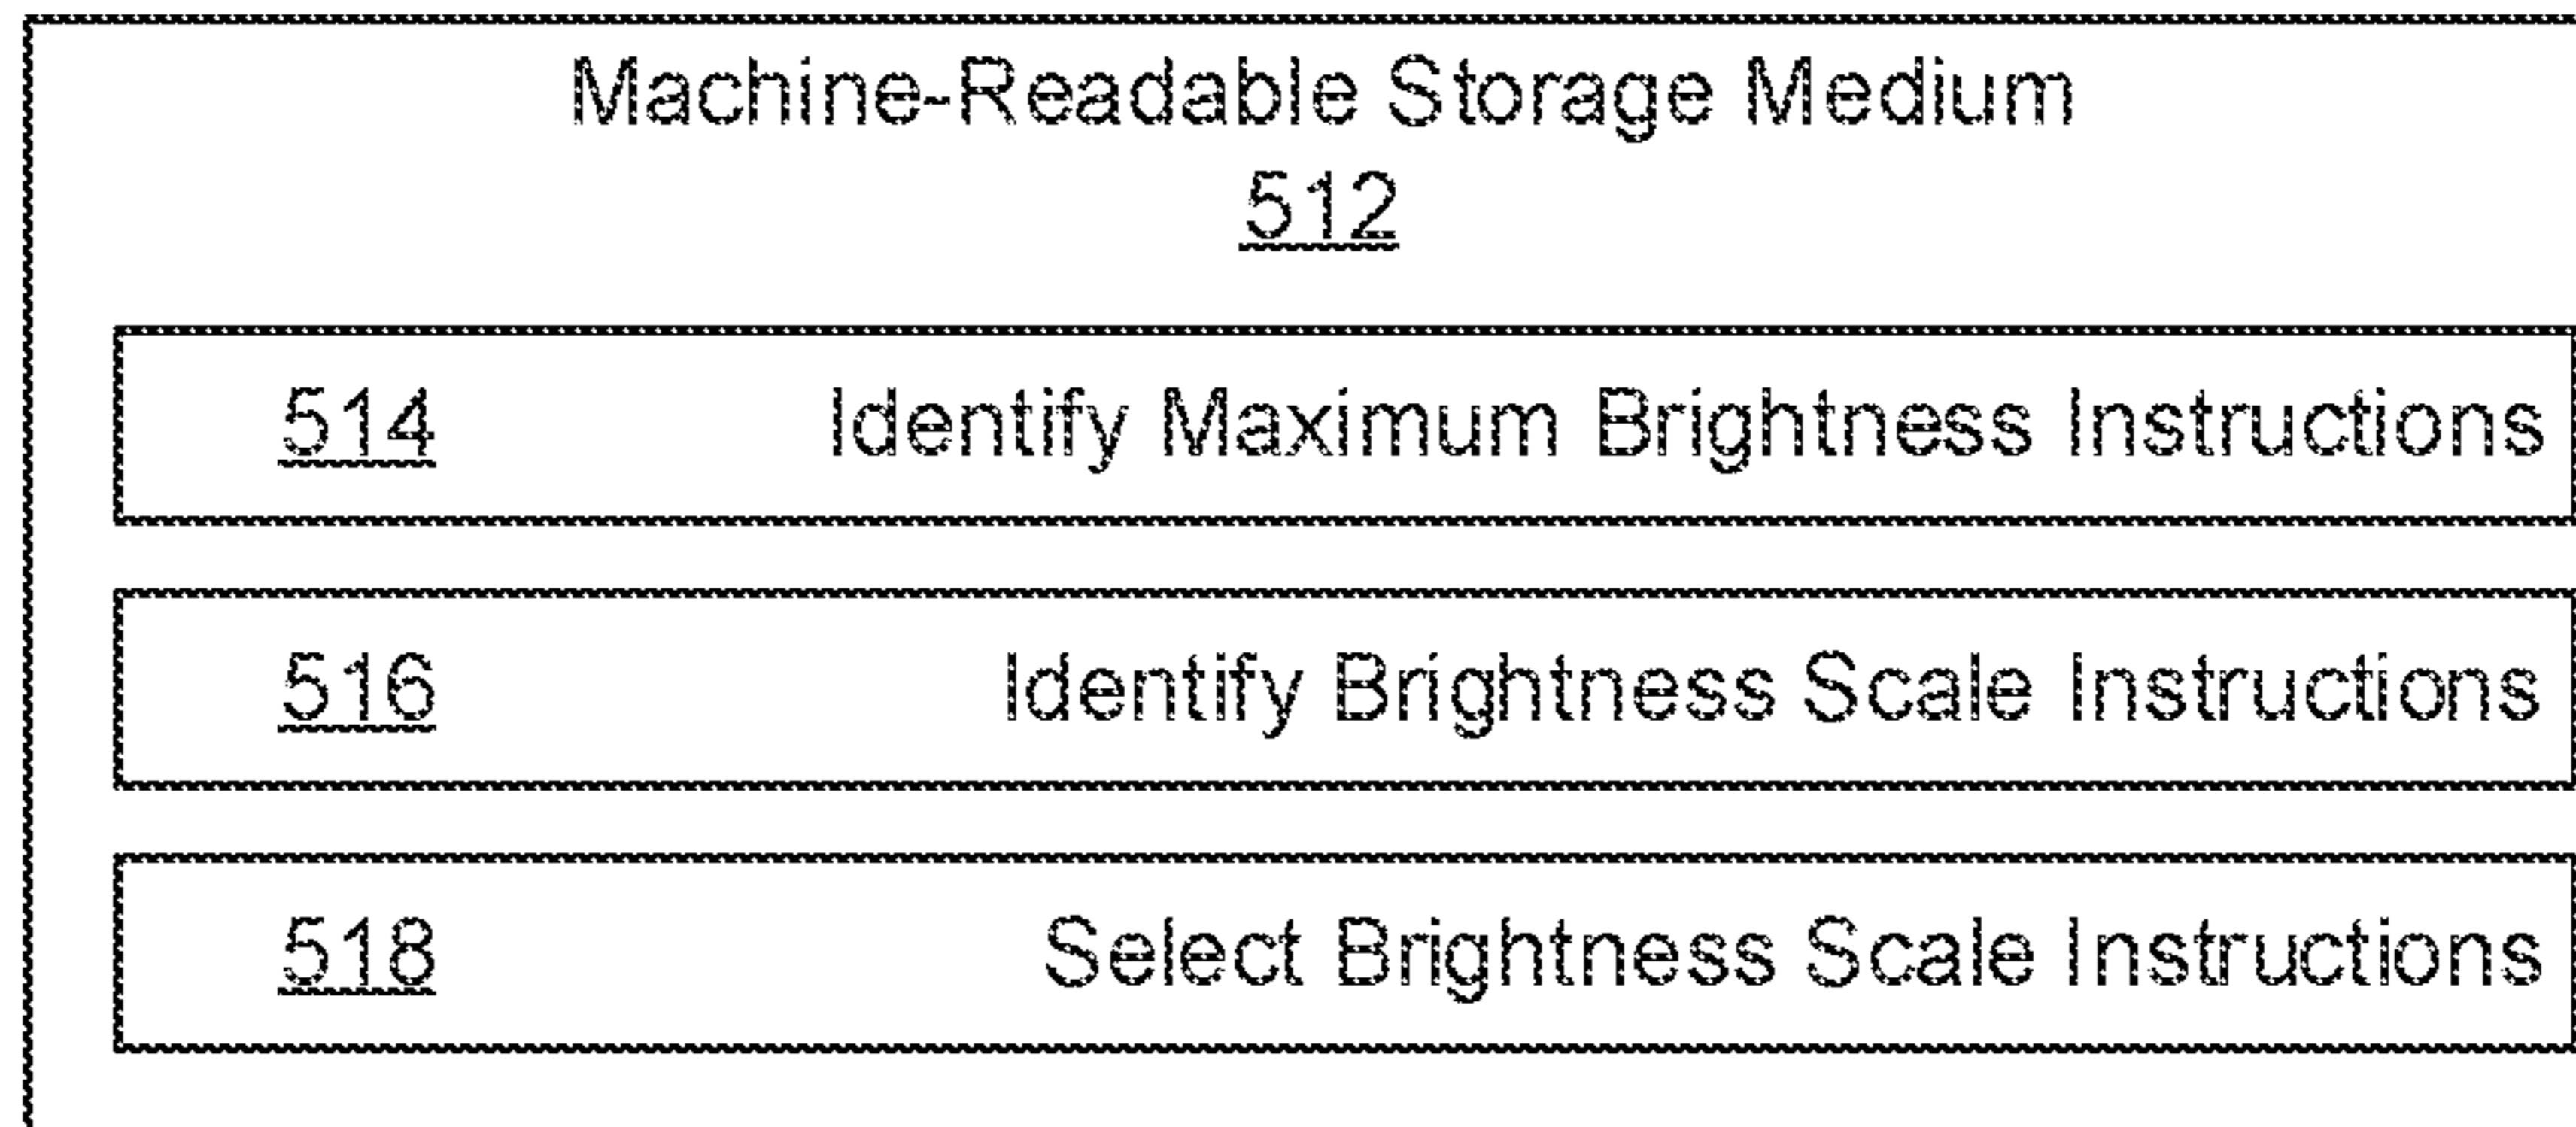 Machine-Readable Storage Medium
512
514 Identify Maximum Brightness Instructions
516 Identify Brightness Scale Instructions
518 Select Brightness Scale Instructions